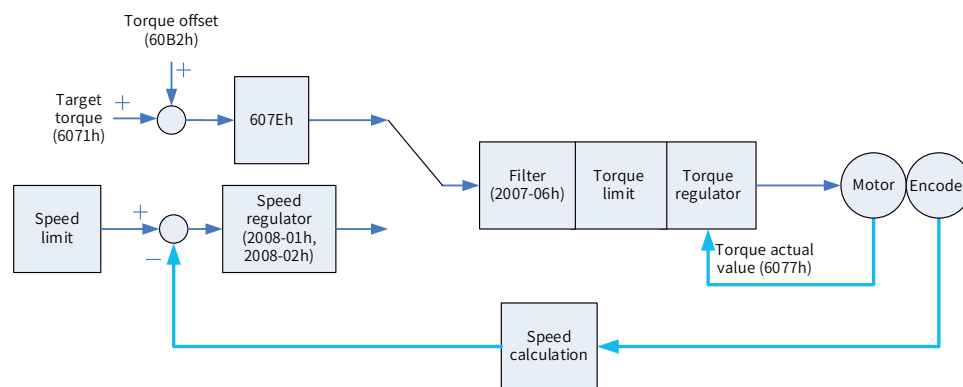 Torque offset
(60B2h)
+
Target
torque
(6071h)
+
607Eh
Filter
(2007-06h)
Torque
limit
Torque
regulator
Motor
Encode
Speed
limit
+
−
Speed
regulator
(2008-01h,
2008-02h)
Torque actual
value (6077h)
Speed
calculation